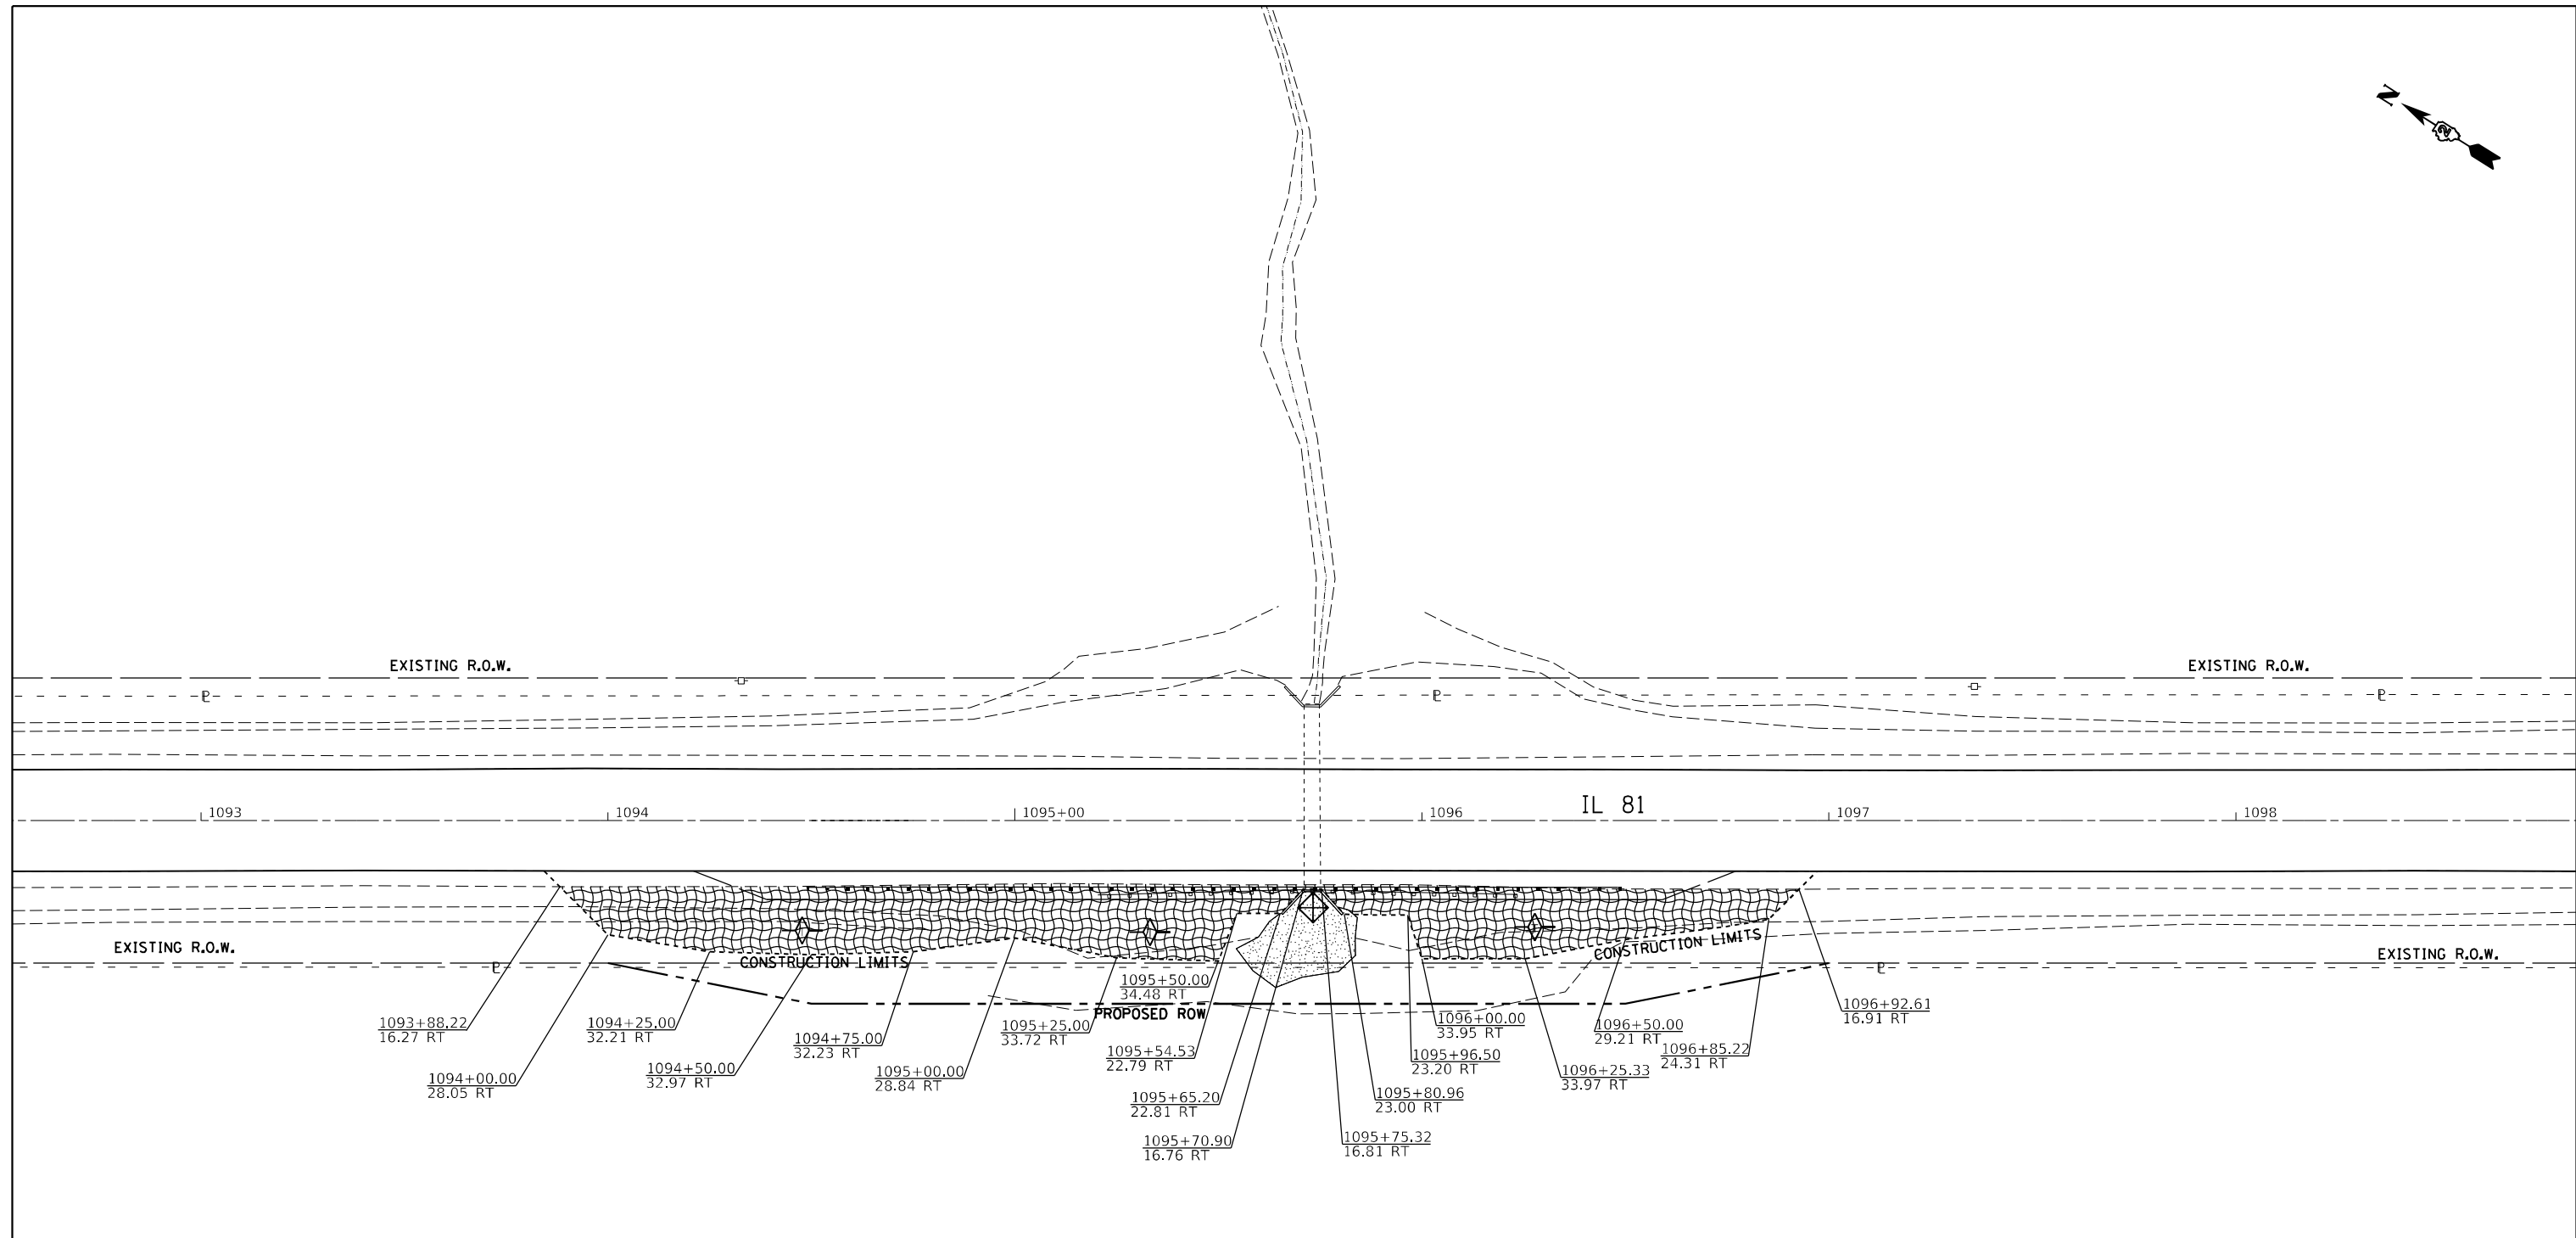 N
2
EXISTING R.O.W.
EXISTING R.O.W.
PL
PL
PL
IL 81
1093
1094
1095+00
1096
1097
1098
EXISTING R.O.W.
EXISTING R.O.W.
CONSTRUCTION LIMITS
CONSTRUCTION LIMITS
PL
PL
PROPOSED ROW
1093+88.22
16.27 RT
1094+00.00
28.05 RT
1094+25.00
32.21 RT
1094+50.00
32.97 RT
1094+75.00
32.23 RT
1095+00.00
28.84 RT
1095+25.00
33.72 RT
1095+50.00
34.48 RT
1095+54.53
22.79 RT
1095+65.20
22.81 RT
1095+70.90
16.76 RT
1095+75.32
16.81 RT
1095+80.96
23.00 RT
1095+96.50
23.20 RT
1096+00.00
33.95 RT
1096+25.33
33.97 RT
1096+50.00
29.21 RT
1096+85.22
24.31 RT
1096+92.61
16.91 RT